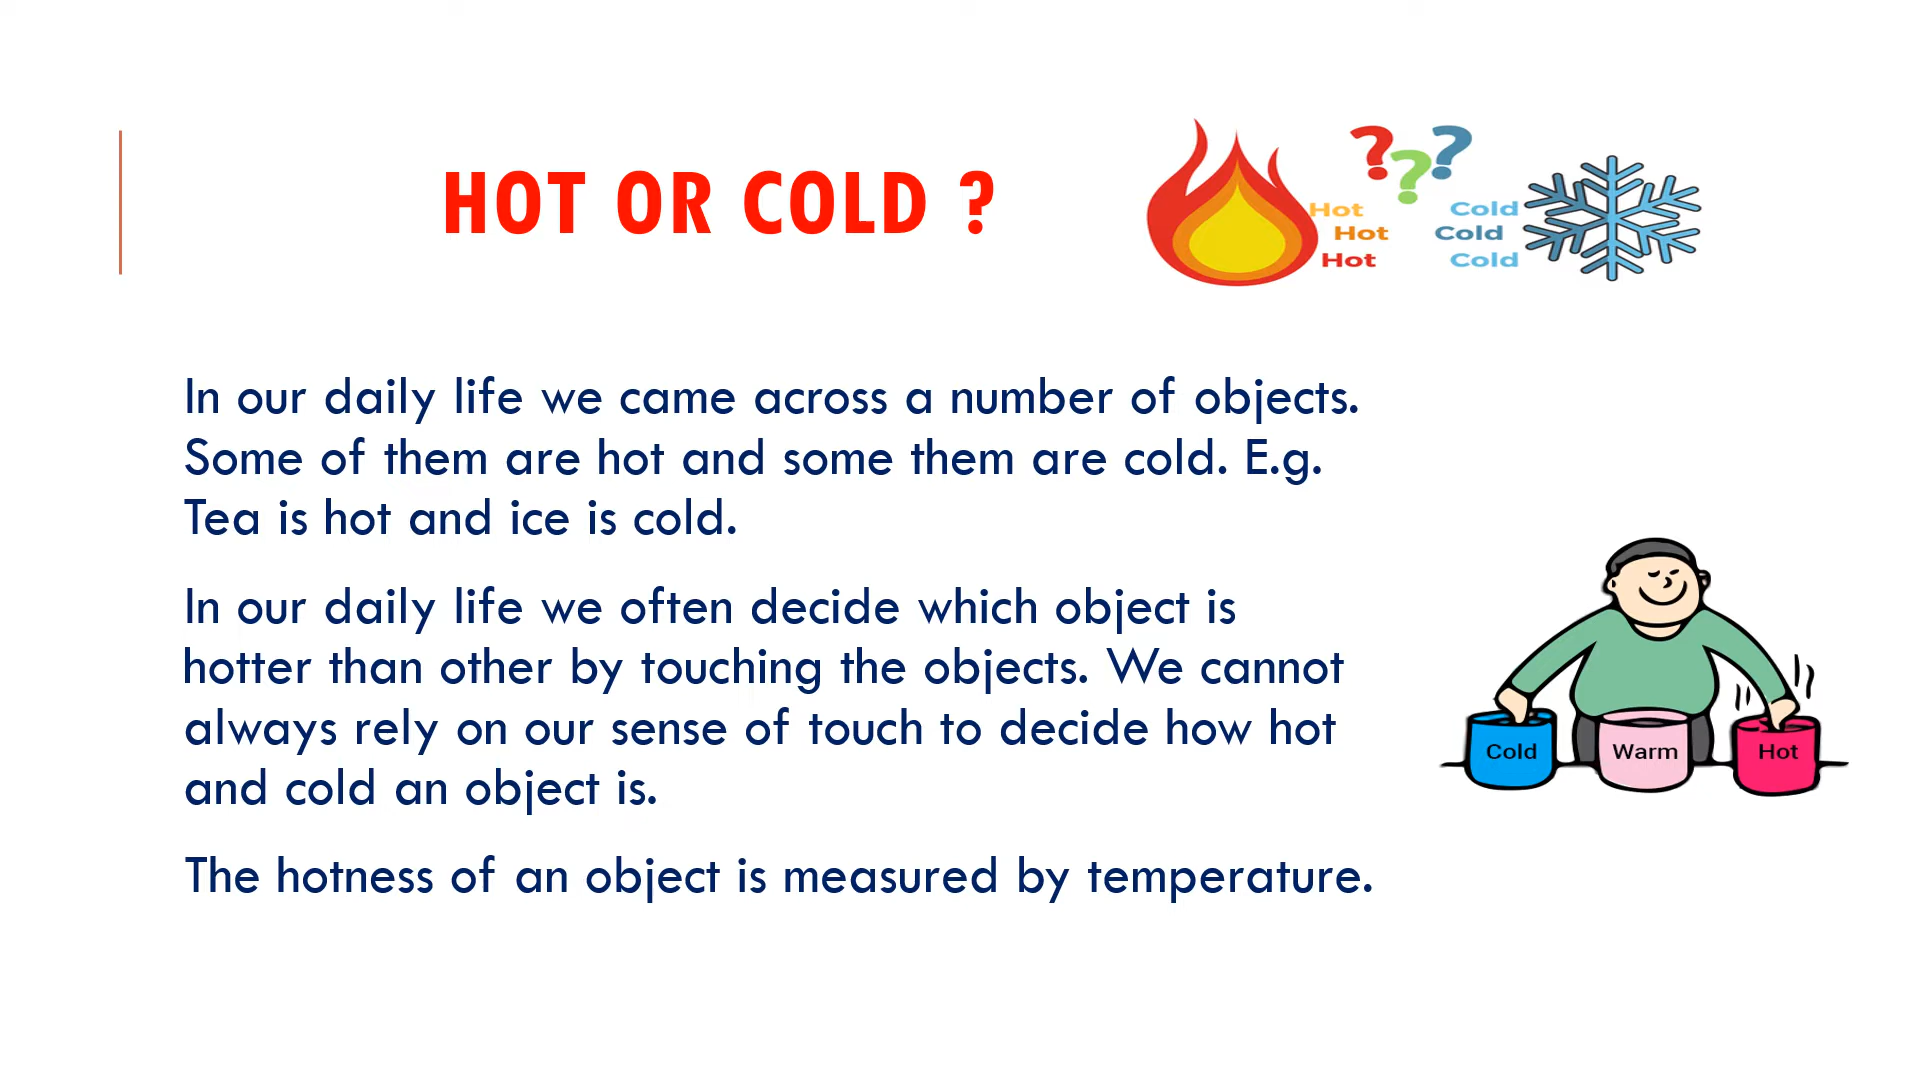 HOT OR COLD ?
? ? ?
Hot Cold
Hot Cold
Hot Cold
In our daily life we came across a number of objects.
Some of them are hot and some them are cold. E.g.
Tea is hot and ice is cold.
In our daily life we often decide which object is
hotter than other by touching the objects. We cannot
always rely on our sense of touch to decide how hot
and cold an object is.
The hotness of an object is measured by temperature.
Cold Warm Hot